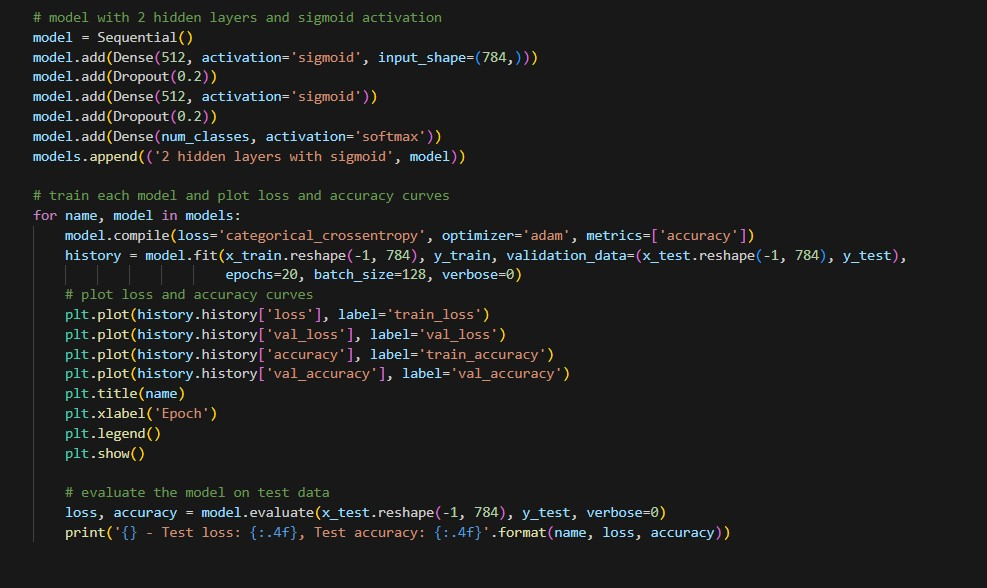 # model with 2 hidden layers and sigmoid activation
model = Sequential()
model.add(Dense(512, activation='sigmoid', input_shape=(784,)))
model.add(Dropout(0.2))
model.add(Dense(512, activation='sigmoid'))
model.add(Dropout(0.2))
model.add(Dense(num_classes, activation='softmax'))
models.append(('2 hidden layers with sigmoid', model))

# train each model and plot loss and accuracy curves
for name, model in models:
    model.compile(loss='categorical_crossentropy', optimizer='adam', metrics=['accuracy'])
    history = model.fit(x_train.reshape(-1, 784), y_train, validation_data=(x_test.reshape(-1, 784), y_test),
                        epochs=20, batch_size=128, verbose=0)
    # plot loss and accuracy curves
    plt.plot(history.history['loss'], label='train_loss')
    plt.plot(history.history['val_loss'], label='val_loss')
    plt.plot(history.history['accuracy'], label='train_accuracy')
    plt.plot(history.history['val_accuracy'], label='val_accuracy')
    plt.title(name)
    plt.xlabel('Epoch')
    plt.legend()
    plt.show()

    # evaluate the model on test data
    loss, accuracy = model.evaluate(x_test.reshape(-1, 784), y_test, verbose=0)
    print('{} - Test loss: {:.4f}, Test accuracy: {:.4f}'.format(name, loss, accuracy))